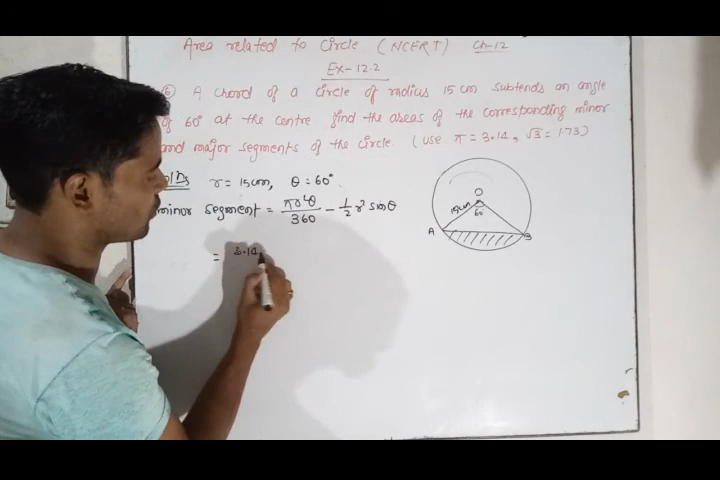 Area related to Circle (NCERT) Ch-12
Ex-12.2
⑥ A chord of a circle of radius 15 cm subtends an angle
of 60° at the centre find the areas of the corresponding minor
and major segments of the circle. (use π = 3.14, √3 = 1.73)
r = 15cm, θ = 60°.
minor segment = πr²θ/360 - 1/2 r² sinθ
= 3.14
O
15cm
60°
A
B